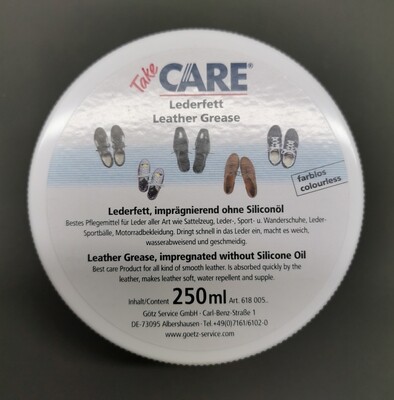 Take CARE®
Lederfett
Leather Grease
farblos
colourless
Lederfett, imprägnierend ohne Siliconöl
Bestes Pflegemittel für Leder aller Art wie Sattelzeug, Leder-, Sport- u. Wanderschuhe, Leder-
Sportbälle, Motorradbekleidung. Dringt schnell in das Leder ein, macht es weich,
wasserabweisend und geschmeidig.
Leather Grease, impregnated without Silicone Oil
Best care Product for all kind of smooth leather. Is absorbed quickly by the
leather, makes leather soft, water repellent and supple.
Inhalt/Content 250ml Art. 618 005..
Götz Service GmbH · Carl-Benz-Straße 1
DE-73095 Albershausen · Tel.+49(0)7161/6102-0
www.goetz-service.com